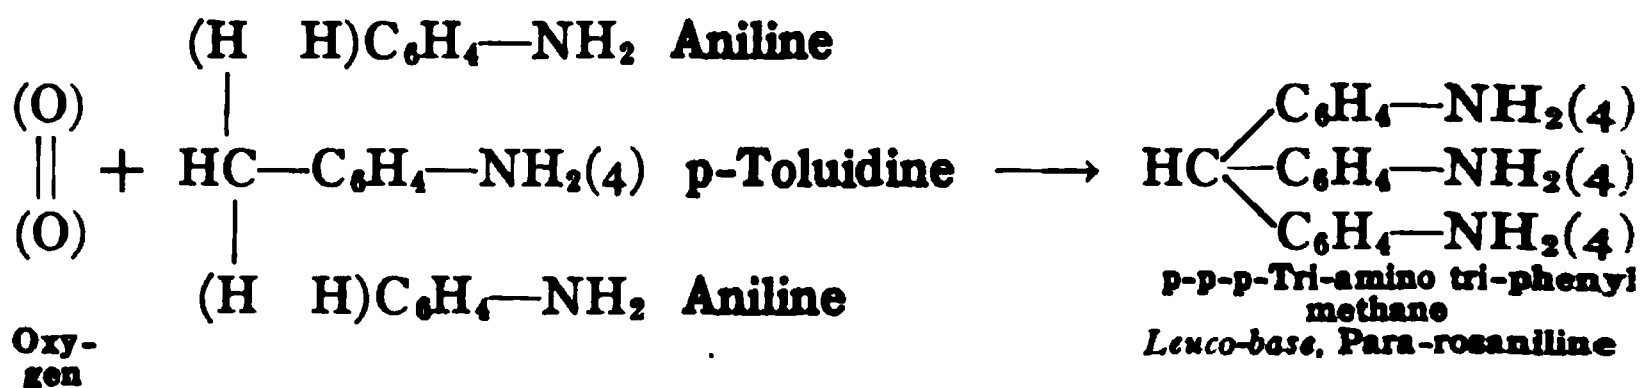 (H H)C₆H₄—NH₂ Aniline
(O)
||
(O)
+ HC—C₆H₄—NH₂(4) p-Toluidine ⟶
(H H)C₆H₄—NH₂ Aniline
Oxy-
gen
C₆H₄—NH₂(4)
HC—C₆H₄—NH₂(4)
C₆H₄—NH₂(4)
p-p-p-Tri-amino tri-phenyl
methane
Leuco-base, Para-rosaniline